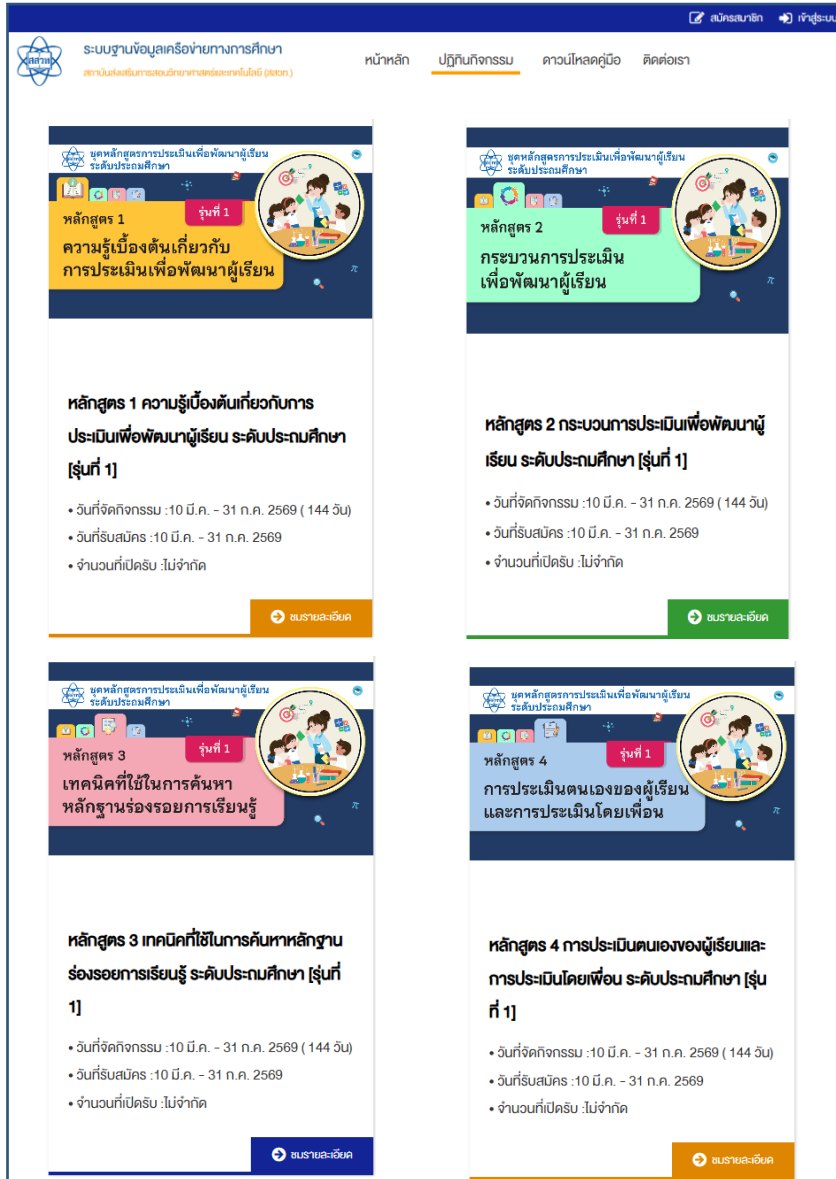 สมัครสมาชิก เข้าสู่ระบบ
สสวท
ระบบฐานข้อมูลเครือข่ายทางการศึกษา
สถาบันส่งเสริมการสอนวิทยาศาสตร์และเทคโนโลยี (สสวท.)
หน้าหลัก ปฏิทินกิจกรรม ดาวน์โหลดคู่มือ ติดต่อเรา
ชุดหลักสูตรการประเมินเพื่อพัฒนาผู้เรียน
ระดับประถมศึกษา
รุ่นที่ 1
หลักสูตร 1
ความรู้เบื้องต้นเกี่ยวกับ
การประเมินเพื่อพัฒนาผู้เรียน
หลักสูตร 1 ความรู้เบื้องต้นเกี่ยวกับการ
ประเมินเพื่อพัฒนาผู้เรียน ระดับประถมศึกษา
[รุ่นที่ 1]
• วันที่จัดกิจกรรม :10 มี.ค. - 31 ก.ค. 2569 ( 144 วัน)
• วันที่รับสมัคร :10 มี.ค. - 31 ก.ค. 2569
• จำนวนที่เปิดรับ :ไม่จำกัด
ชมรายละเอียด
ชุดหลักสูตรการประเมินเพื่อพัฒนาผู้เรียน
ระดับประถมศึกษา
รุ่นที่ 1
หลักสูตร 2
กระบวนการประเมิน
เพื่อพัฒนาผู้เรียน
หลักสูตร 2 กระบวนการประเมินเพื่อพัฒนาผู้
เรียน ระดับประถมศึกษา [รุ่นที่ 1]
• วันที่จัดกิจกรรม :10 มี.ค. - 31 ก.ค. 2569 ( 144 วัน)
• วันที่รับสมัคร :10 มี.ค. - 31 ก.ค. 2569
• จำนวนที่เปิดรับ :ไม่จำกัด
ชมรายละเอียด
ชุดหลักสูตรการประเมินเพื่อพัฒนาผู้เรียน
ระดับประถมศึกษา
รุ่นที่ 1
หลักสูตร 3
เทคนิคที่ใช้ในการค้นหา
หลักฐานร่องรอยการเรียนรู้
หลักสูตร 3 เทคนิคที่ใช้ในการค้นหาหลักฐาน
ร่องรอยการเรียนรู้ ระดับประถมศึกษา [รุ่นที่
1]
• วันที่จัดกิจกรรม :10 มี.ค. - 31 ก.ค. 2569 ( 144 วัน)
• วันที่รับสมัคร :10 มี.ค. - 31 ก.ค. 2569
• จำนวนที่เปิดรับ :ไม่จำกัด
ชมรายละเอียด
ชุดหลักสูตรการประเมินเพื่อพัฒนาผู้เรียน
ระดับประถมศึกษา
รุ่นที่ 1
หลักสูตร 4
การประเมินตนเองของผู้เรียน
และการประเมินโดยเพื่อน
หลักสูตร 4 การประเมินตนเองของผู้เรียนและ
การประเมินโดยเพื่อน ระดับประถมศึกษา [รุ่น
ที่ 1]
• วันที่จัดกิจกรรม :10 มี.ค. - 31 ก.ค. 2569 ( 144 วัน)
• วันที่รับสมัคร :10 มี.ค. - 31 ก.ค. 2569
• จำนวนที่เปิดรับ :ไม่จำกัด
ชมรายละเอียด